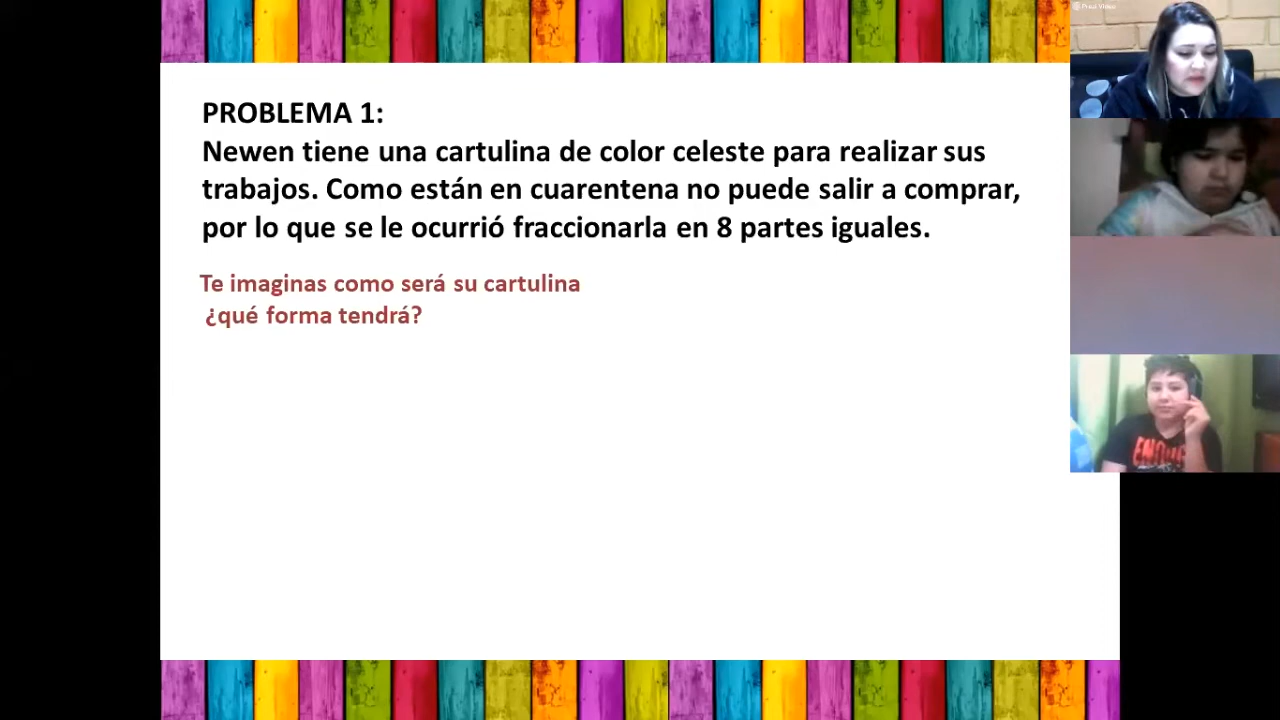 PROBLEMA 1:
Newen tiene una cartulina de color celeste para realizar sus
trabajos. Como están en cuarentena no puede salir a comprar,
por lo que se le ocurrió fraccionarla en 8 partes iguales.
Te imaginas como será su cartulina
¿qué forma tendrá?